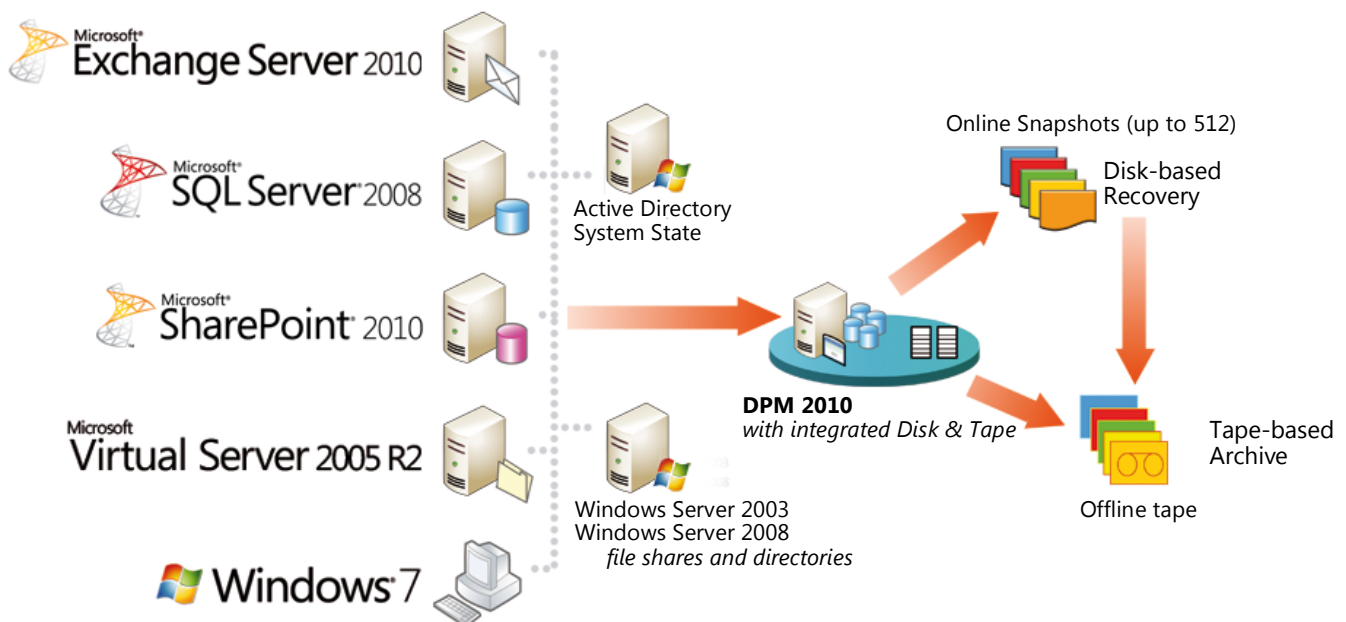 Microsoft®
Exchange Server 2010
Microsoft®
SQL Server® 2008
Active Directory
System State
Microsoft®
SharePoint® 2010
Microsoft
Virtual Server 2005 R2
Windows Server 2003
Windows Server 2008
file shares and directories
Windows® 7
DPM 2010
with integrated Disk & Tape
Online Snapshots (up to 512)
Disk-based
Recovery
Tape-based
Archive
Offline tape